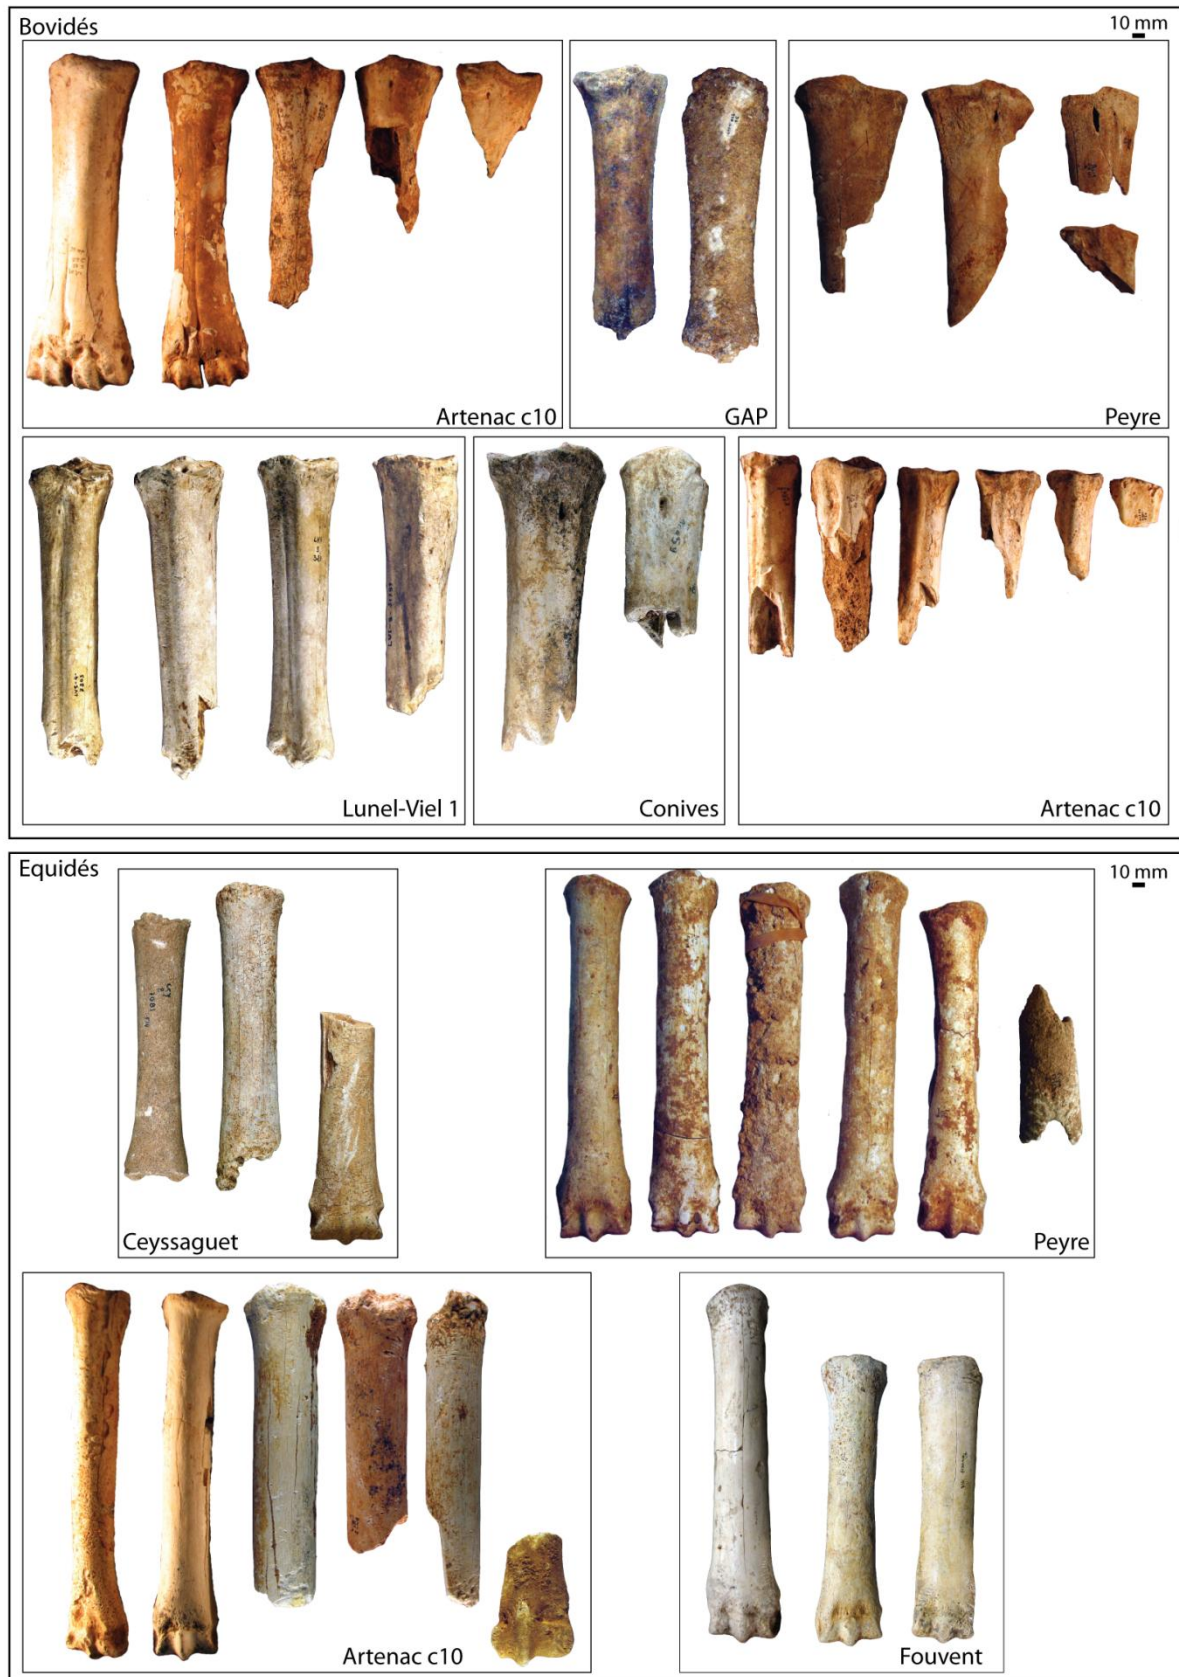 Bovidés
10 mm
Artenac c10
GAP
Peyre
Lunel-Viel 1
Conives
Artenac c10
Equidés
10 mm
Ceyssaguet
Peyre
Artenac c10
Fouvent